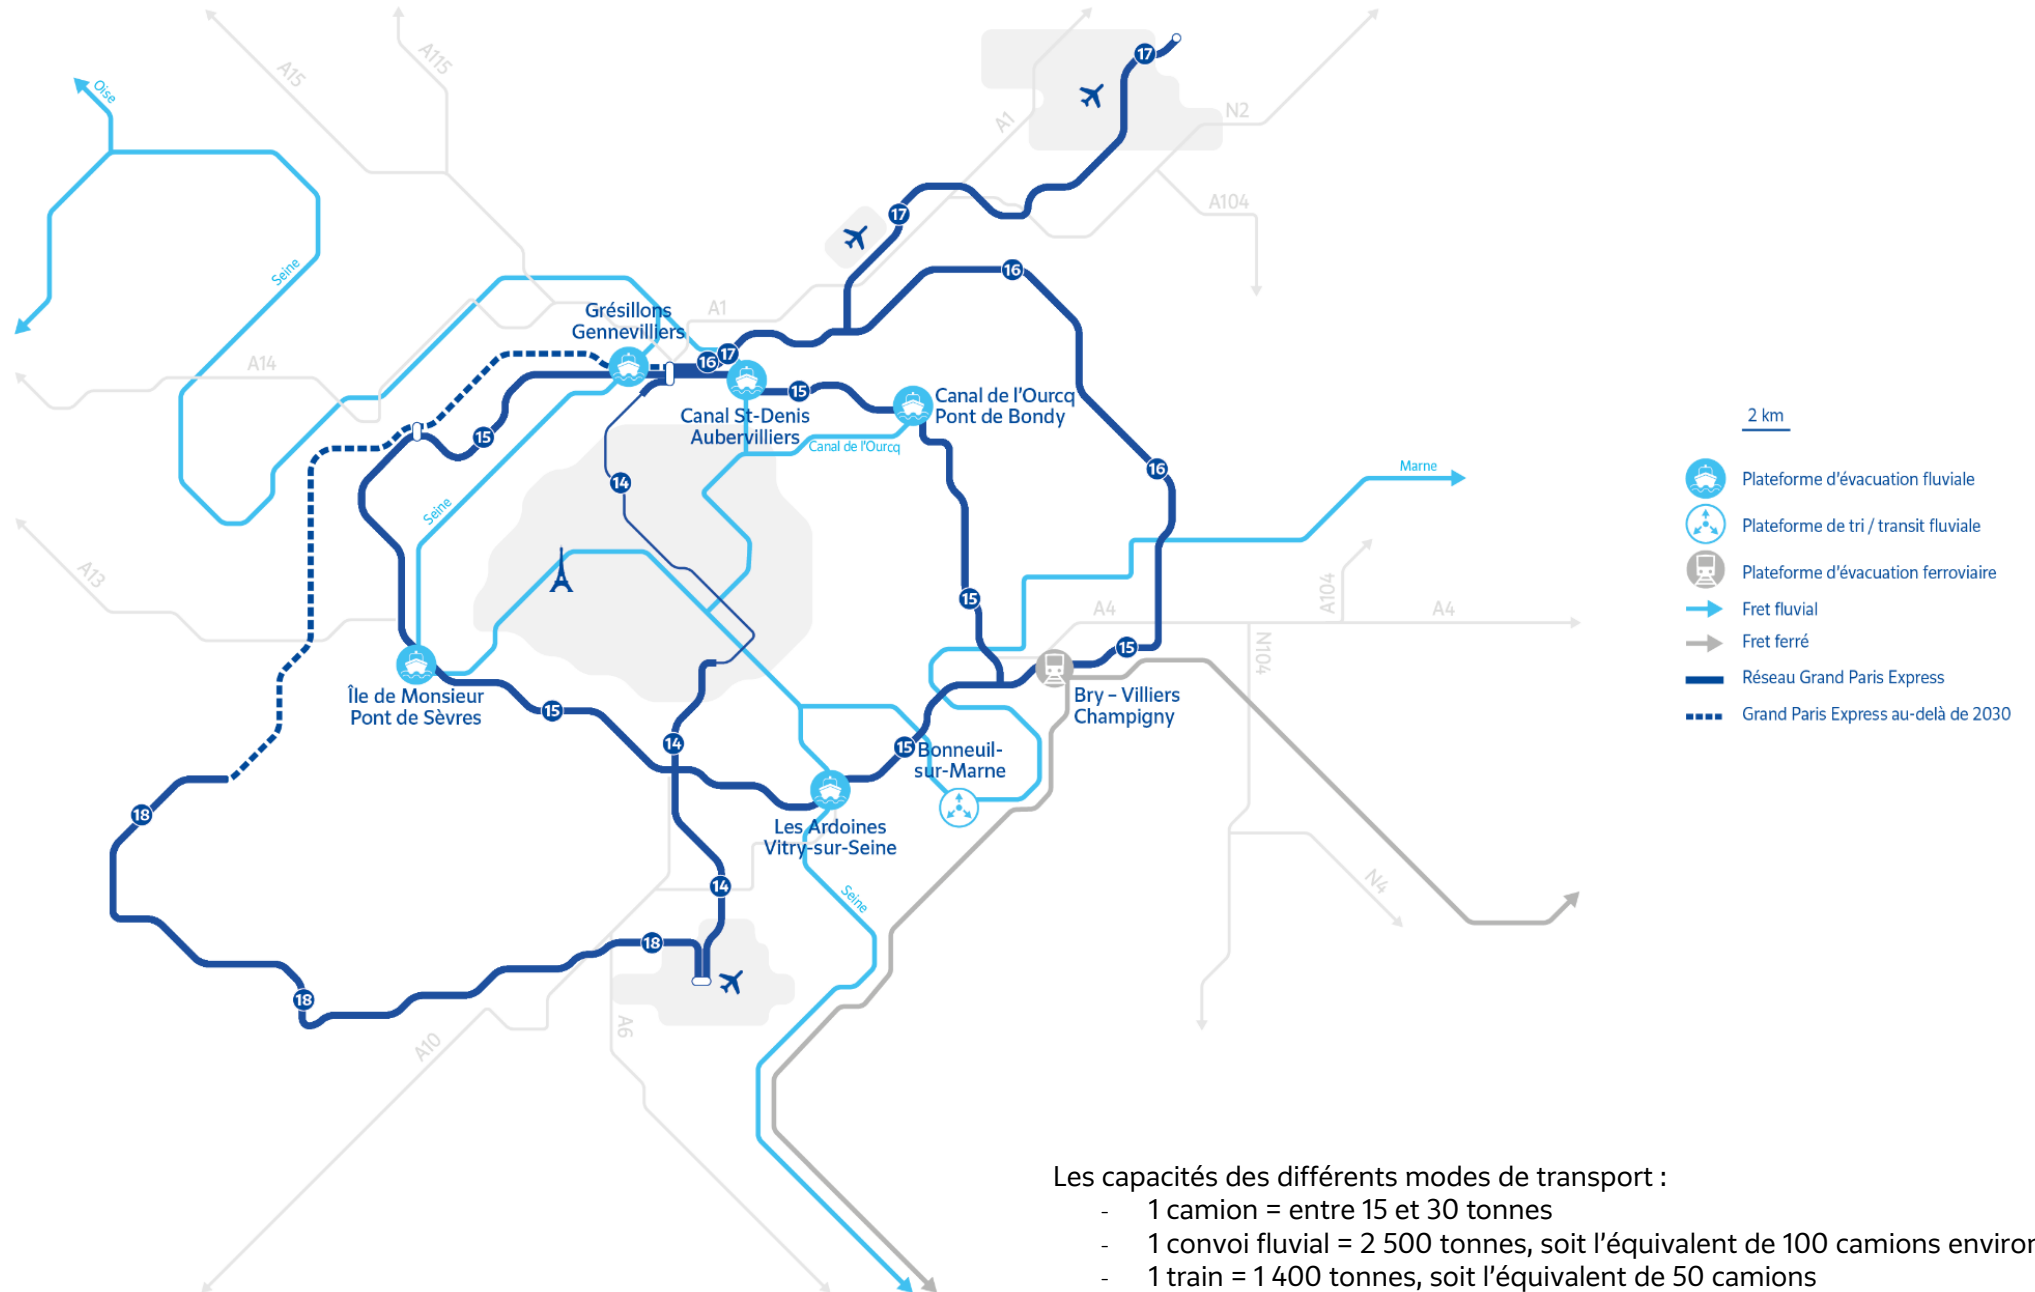 A15
A115
17
Oise
A1
N2
A104
17
Seine
16
Grésillons
Gennevilliers
A1
16
17
A14
15
Canal de l'Ourcq
Pont de Bondy
Canal St-Denis
Aubervilliers
Canal de l'Ourcq
15
14
16
Marne
Seine
A13
15
A104
A4
A4
N104
15
Île de Monsieur
Pont de Sèvres
15
Bry – Villiers
Champigny
14
15
Bonneuil-
sur-Marne
18
Les Ardoines
Vitry-sur-Seine
14
Seine
N4
18
18
A10
A6
2 km
Plateforme d'évacuation fluviale
Plateforme de tri / transit fluviale
Plateforme d'évacuation ferroviaire
Fret fluvial
Fret ferré
Réseau Grand Paris Express
Grand Paris Express au-delà de 2030
Les capacités des différents modes de transport :
- 1 camion = entre 15 et 30 tonnes
- 1 convoi fluvial = 2 500 tonnes, soit l'équivalent de 100 camions environ
- 1 train = 1 400 tonnes, soit l'équivalent de 50 camions